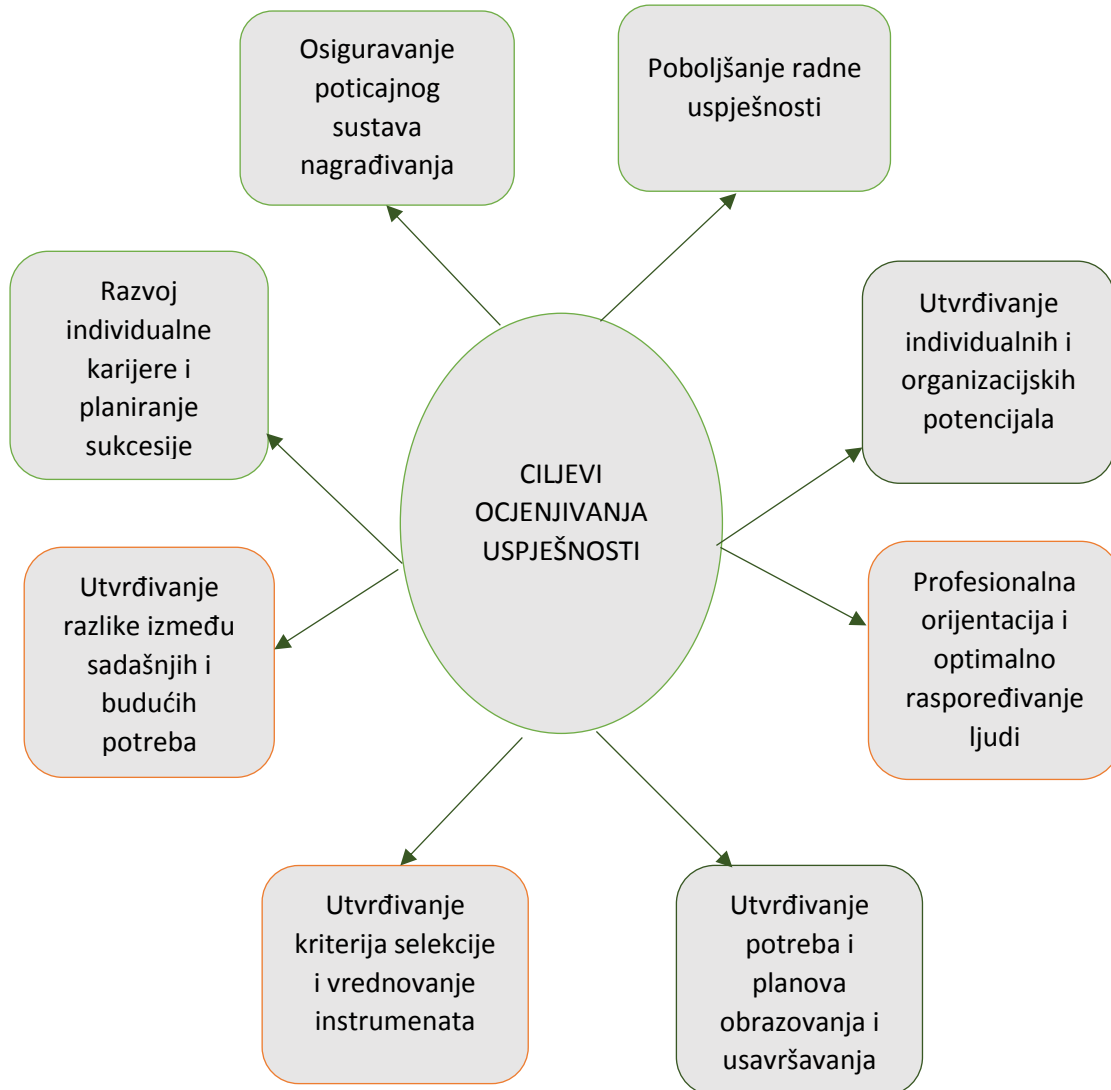 Osiguravanje
poticajnog
sustava
nagrađivanja
Poboljšanje radne
uspješnosti
Razvoj
individualne
karijere i
planiranje
sukcesije
Utvrđivanje
individualnih i
organizacijskih
potencijala
CILJEVI
OCJENJIVANJA
USPJEŠNOSTI
Utvrđivanje
razlike između
sadašnjih i
budućih
potreba
Profesionalna
orijentacija i
optimalno
raspoređivanje
ljudi
Utvrđivanje
kriterija selekcije
i vrednovanje
instrumenata
Utvrđivanje
potreba i
planova
obrazovanja i
usavršavanja